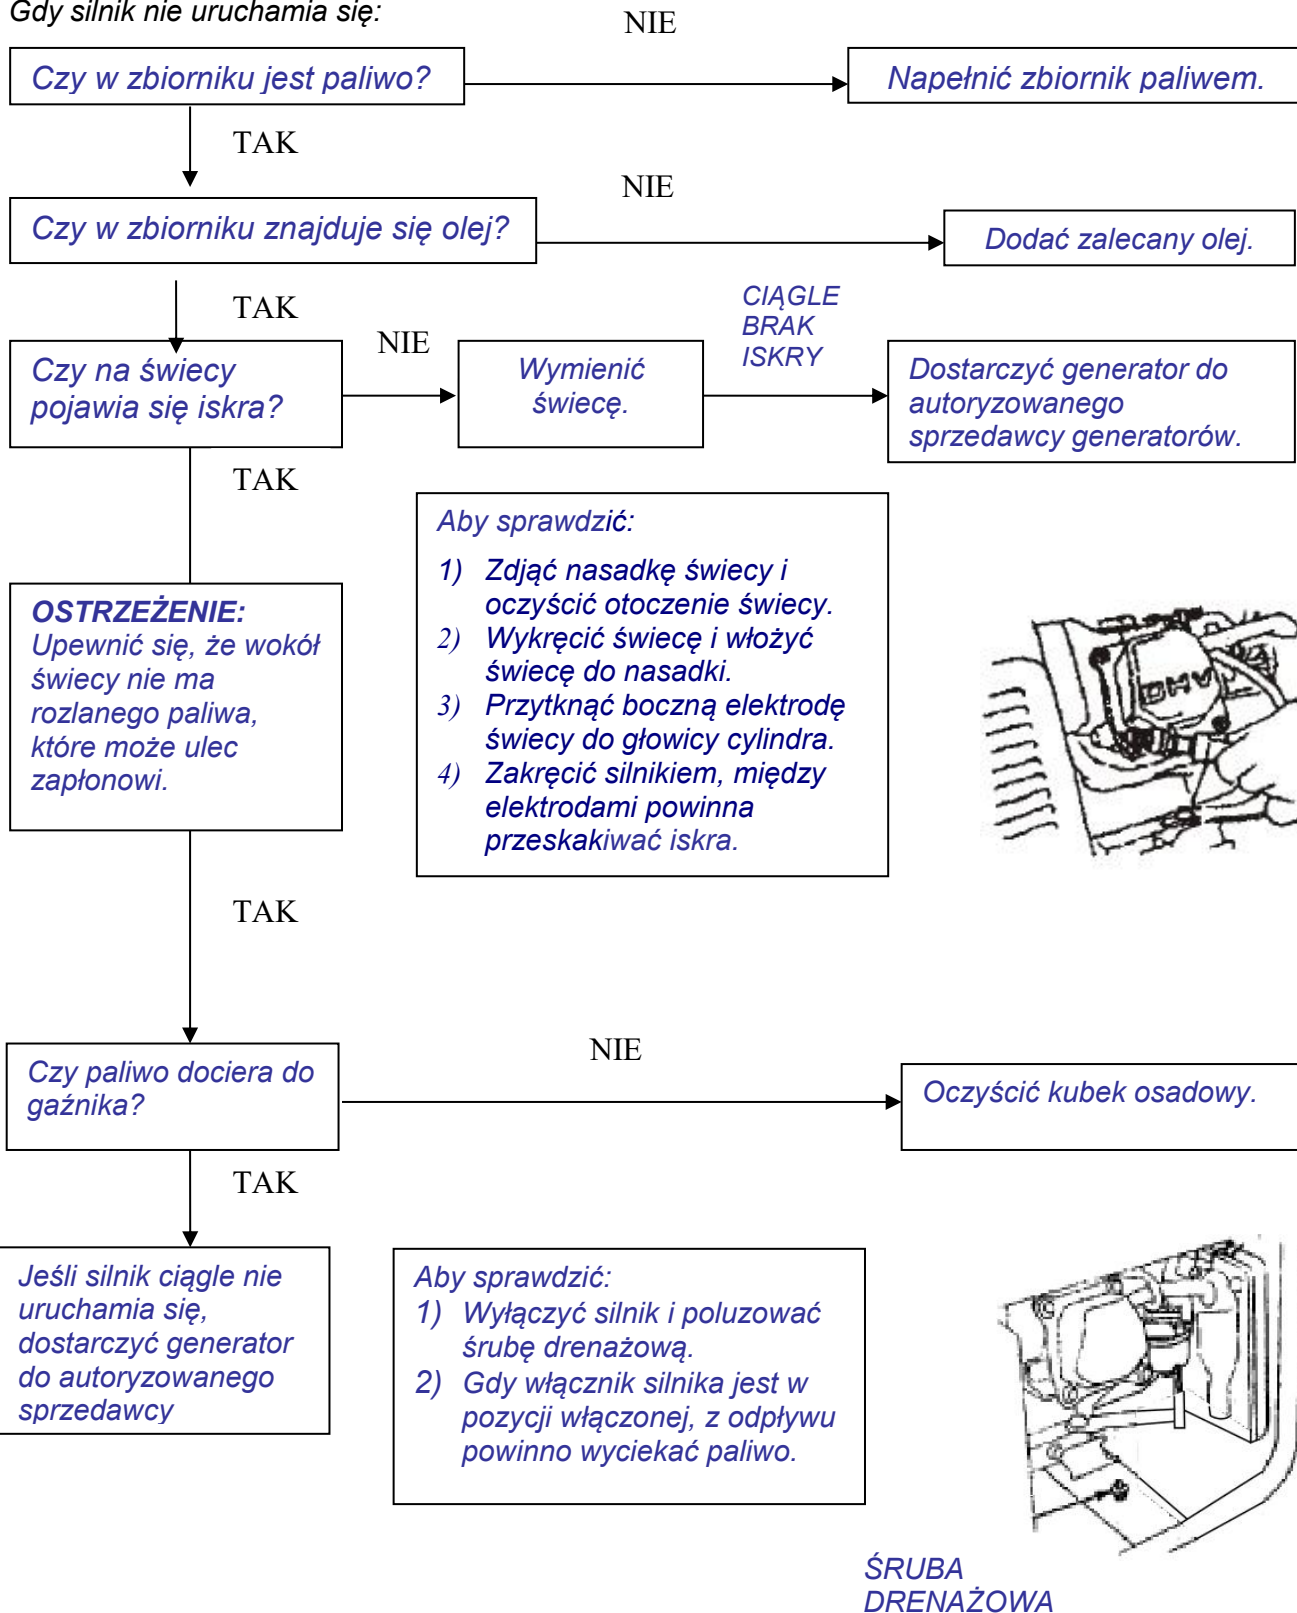 Gdy silnik nie uruchamia się:
NIE
Czy w zbiorniku jest paliwo?
Napełnić zbiornik paliwem.
TAK
NIE
Czy w zbiorniku znajduje się olej?
Dodać zalecany olej.
TAK
NIE
CIĄGLE
BRAK
ISKRY
Czy na świecy
pojawia się iskra?
Wymienić
świecę.
Dostarczyć generator do
autoryzowanego
sprzedawcy generatorów.
TAK
Aby sprawdzić:
1) Zdjąć nasadkę świecy i
oczyścić otoczenie świecy.
2) Wykręcić świecę i włożyć
świecę do nasadki.
3) Przytknąć boczną elektrodę
świecy do głowicy cylindra.
4) Zakręcić silnikiem, między
elektrodami powinna
przeskakiwać iskra.
OSTRZEŻENIE:
Upewnić się, że wokół
świecy nie ma
rozlanego paliwa,
które może ulec
zapłonowi.
OHV
TAK
NIE
Czy paliwo dociera do
gaźnika?
Oczyścić kubek osadowy.
TAK
Jeśli silnik ciągle nie
uruchamia się,
dostarczyć generator
do autoryzowanego
sprzedawcy
Aby sprawdzić:
1) Wyłączyć silnik i poluzować
śrubę drenażową.
2) Gdy włącznik silnika jest w
pozycji włączonej, z odpływu
powinno wyciekać paliwo.
ŚRUBA
DRENAŻOWA